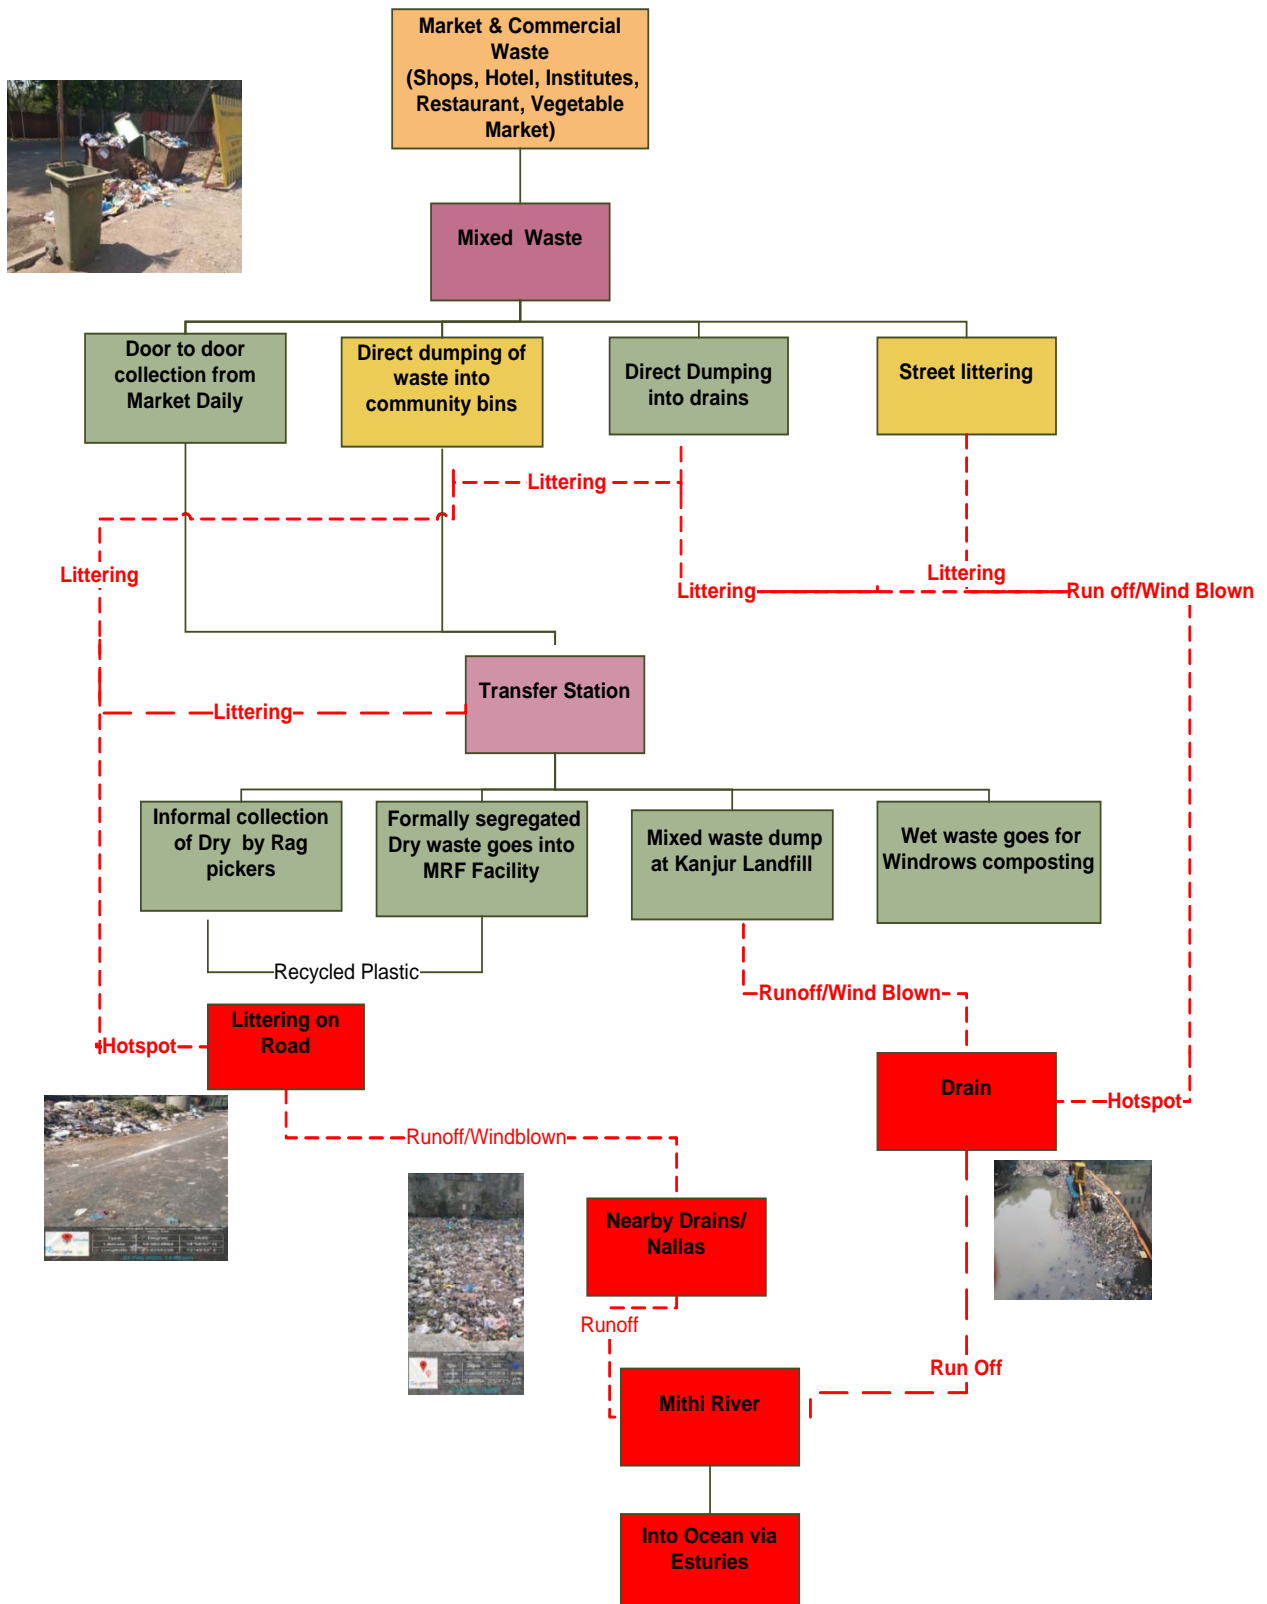 Market & Commercial
Waste
(Shops, Hotel, Institutes,
Restaurant, Vegetable
Market)
Mixed Waste
Door to door
collection from
Market Daily
Direct dumping of
waste into
community bins
Direct Dumping
into drains
Street littering
Littering
Littering
Littering
Littering
Run off/Wind Blown
Transfer Station
Littering
Informal collection
of Dry by Rag
pickers
Formally segregated
Dry waste goes into
MRF Facility
Mixed waste dump
at Kanjur Landfill
Wet waste goes for
Windrows composting
Recycled Plastic
Runoff/Wind Blown
Littering on
Road
Hotspot
Drain
Hotspot
Runoff/Windblown
Nearby Drains/
Nallas
Runoff
Run Off
Mithi River
Into Ocean via
Esturies